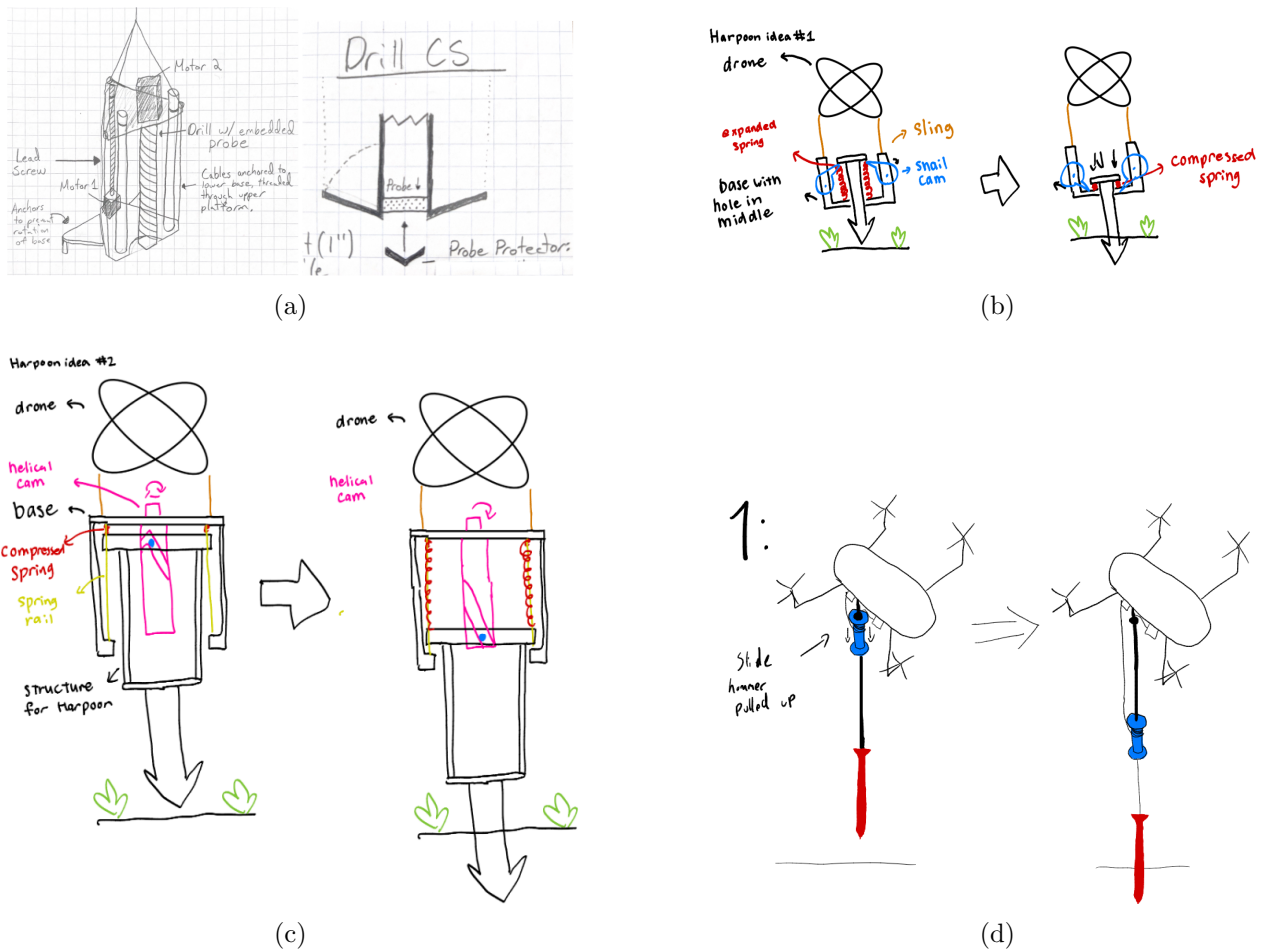 Motor 2
Drill w/ embedded
probe
Lead
Screw
Motor 1
Cables anchored to
lower base, threaded
through upper
platform.
Anchors
to prevent
rotation
of base
Drill CS
Probe ↓
(1")
Probe Protector
(a)
Harpoon idea #1
drone
expanded
spring
sling
snail
cam
base with
hole in
middle
compressed
spring
(b)
Harpoon idea #2
drone
helical
cam
base
Compressed
Spring
spring
rail
structure
for Harpoon
drone
helical
cam
(c)
1:
Slide
hammer
pulled up
(d)